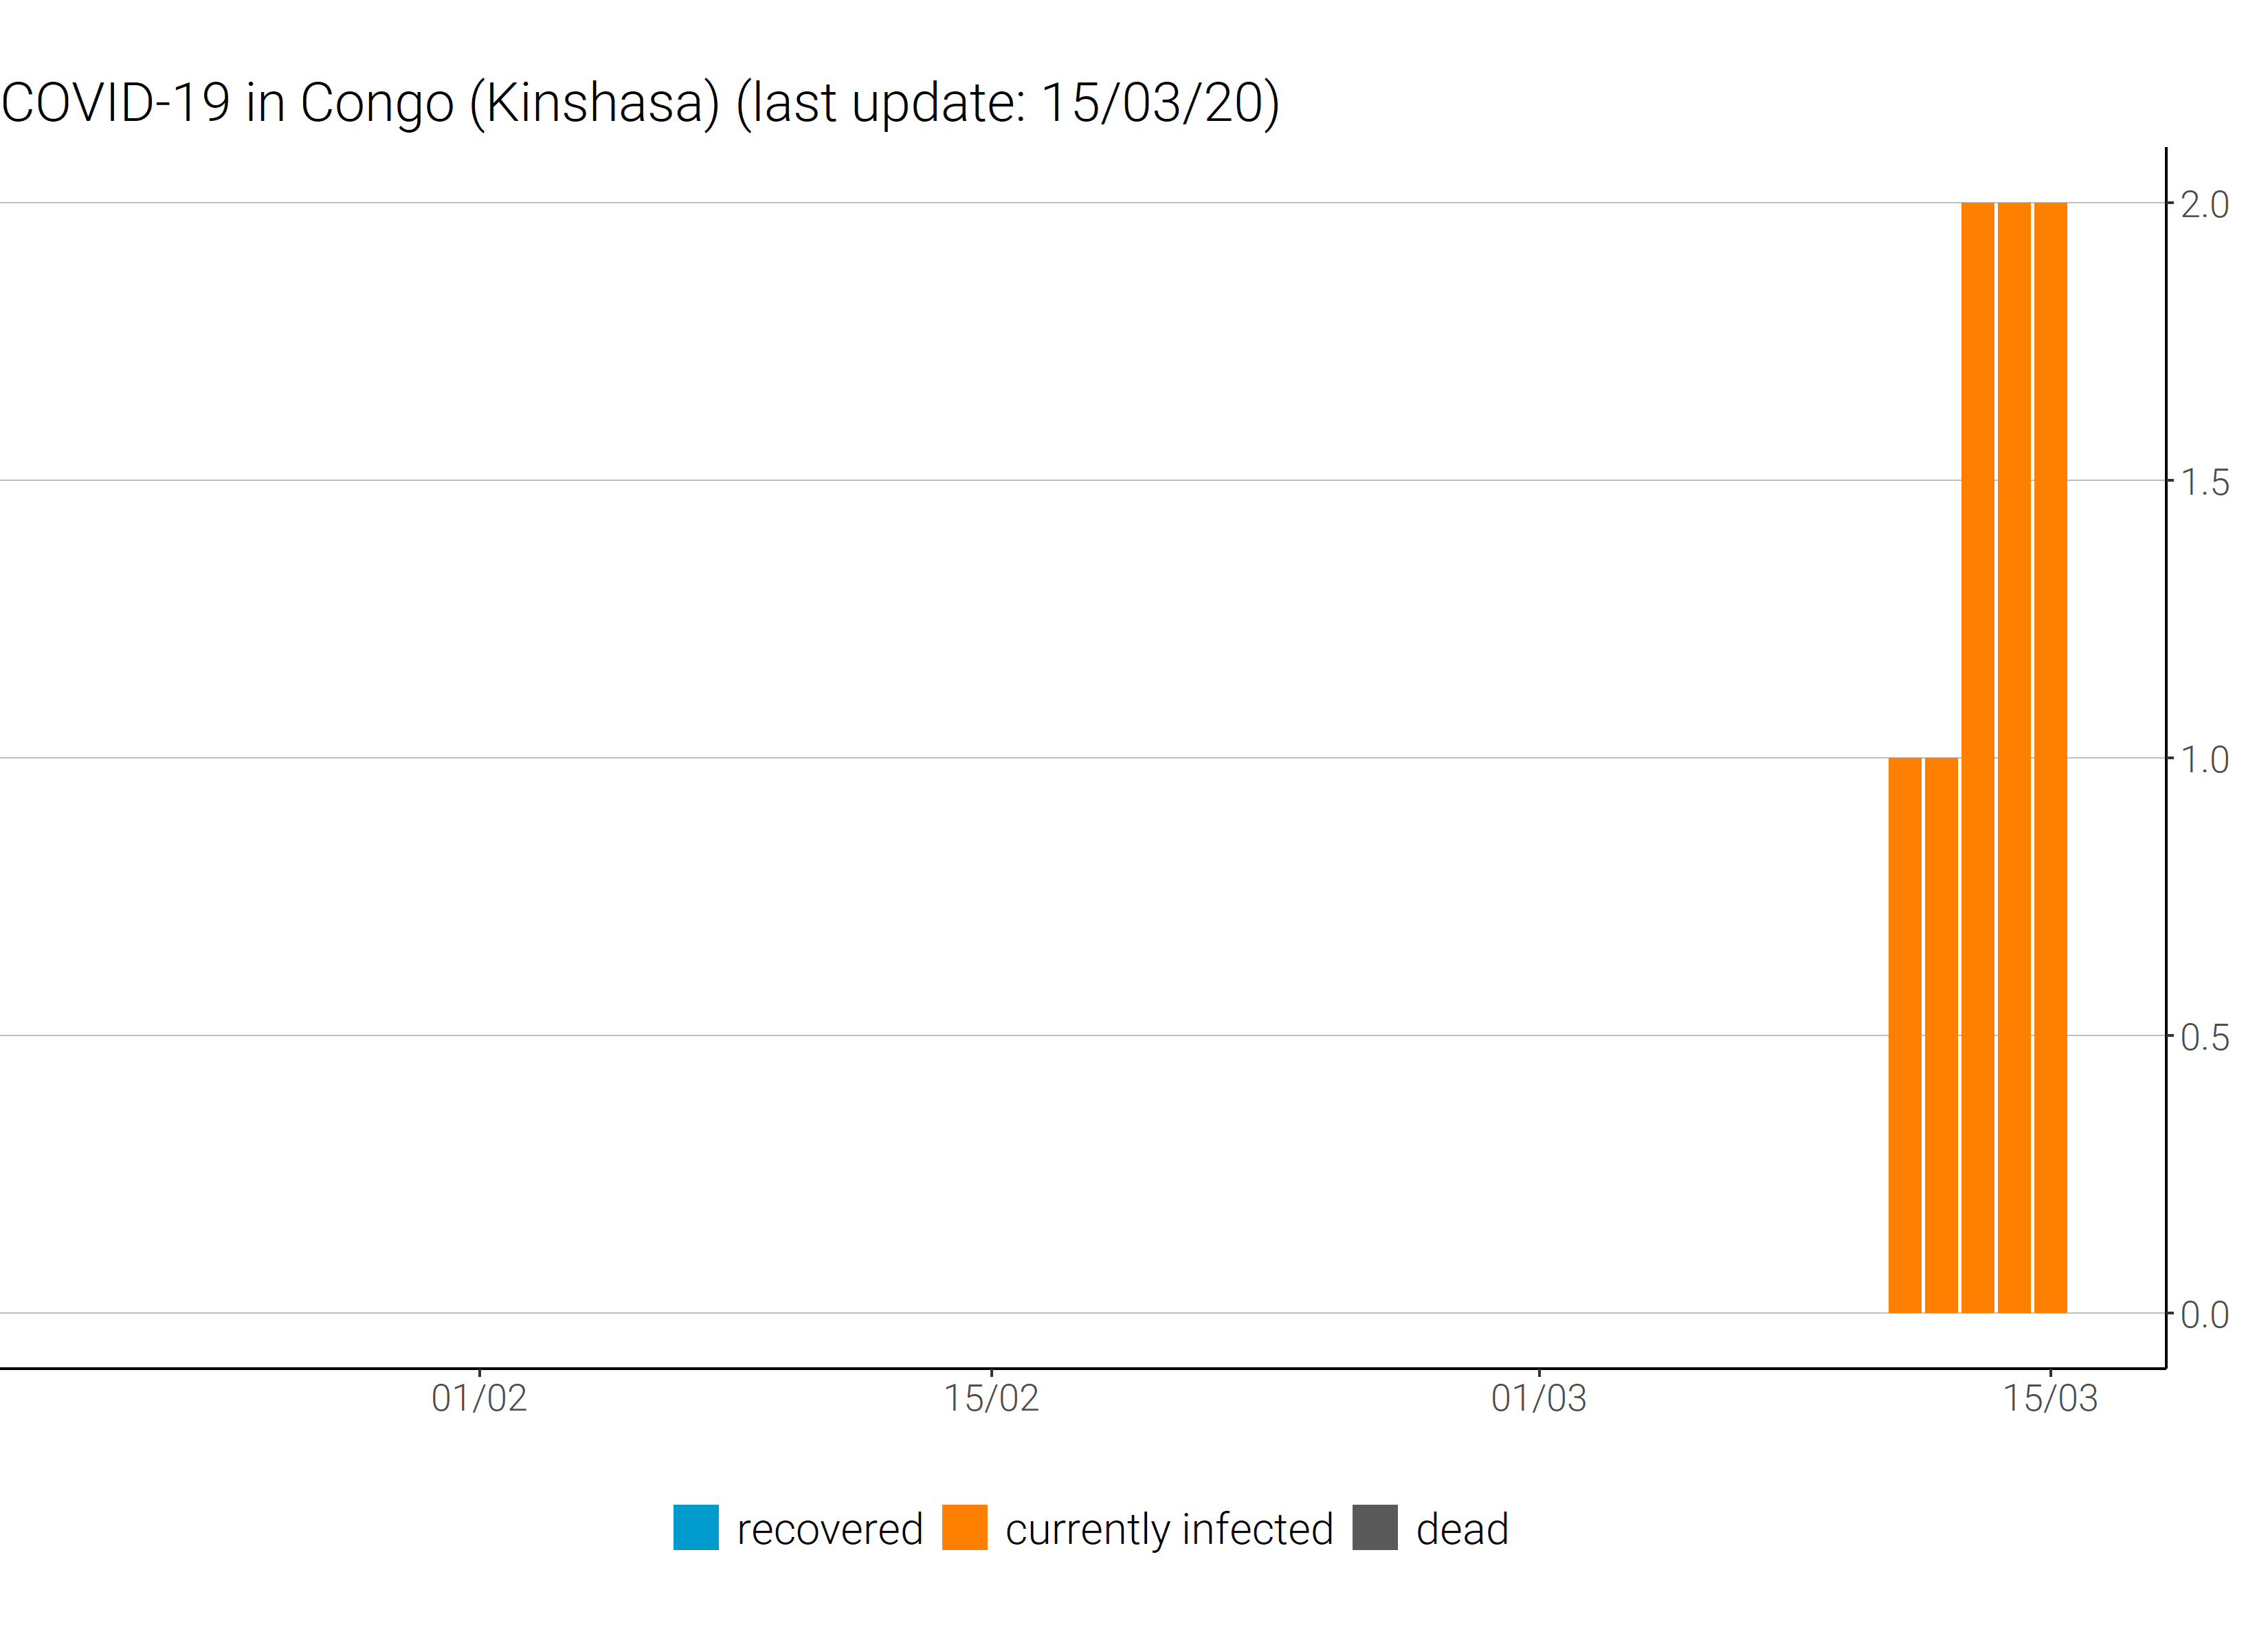 COVID-19 in Congo (Kinshasa) (last update: 15/03/20)
2.0
1.5
1.0
0.5
0.0
01/02 15/02 01/03 15/03
recovered currently infected dead